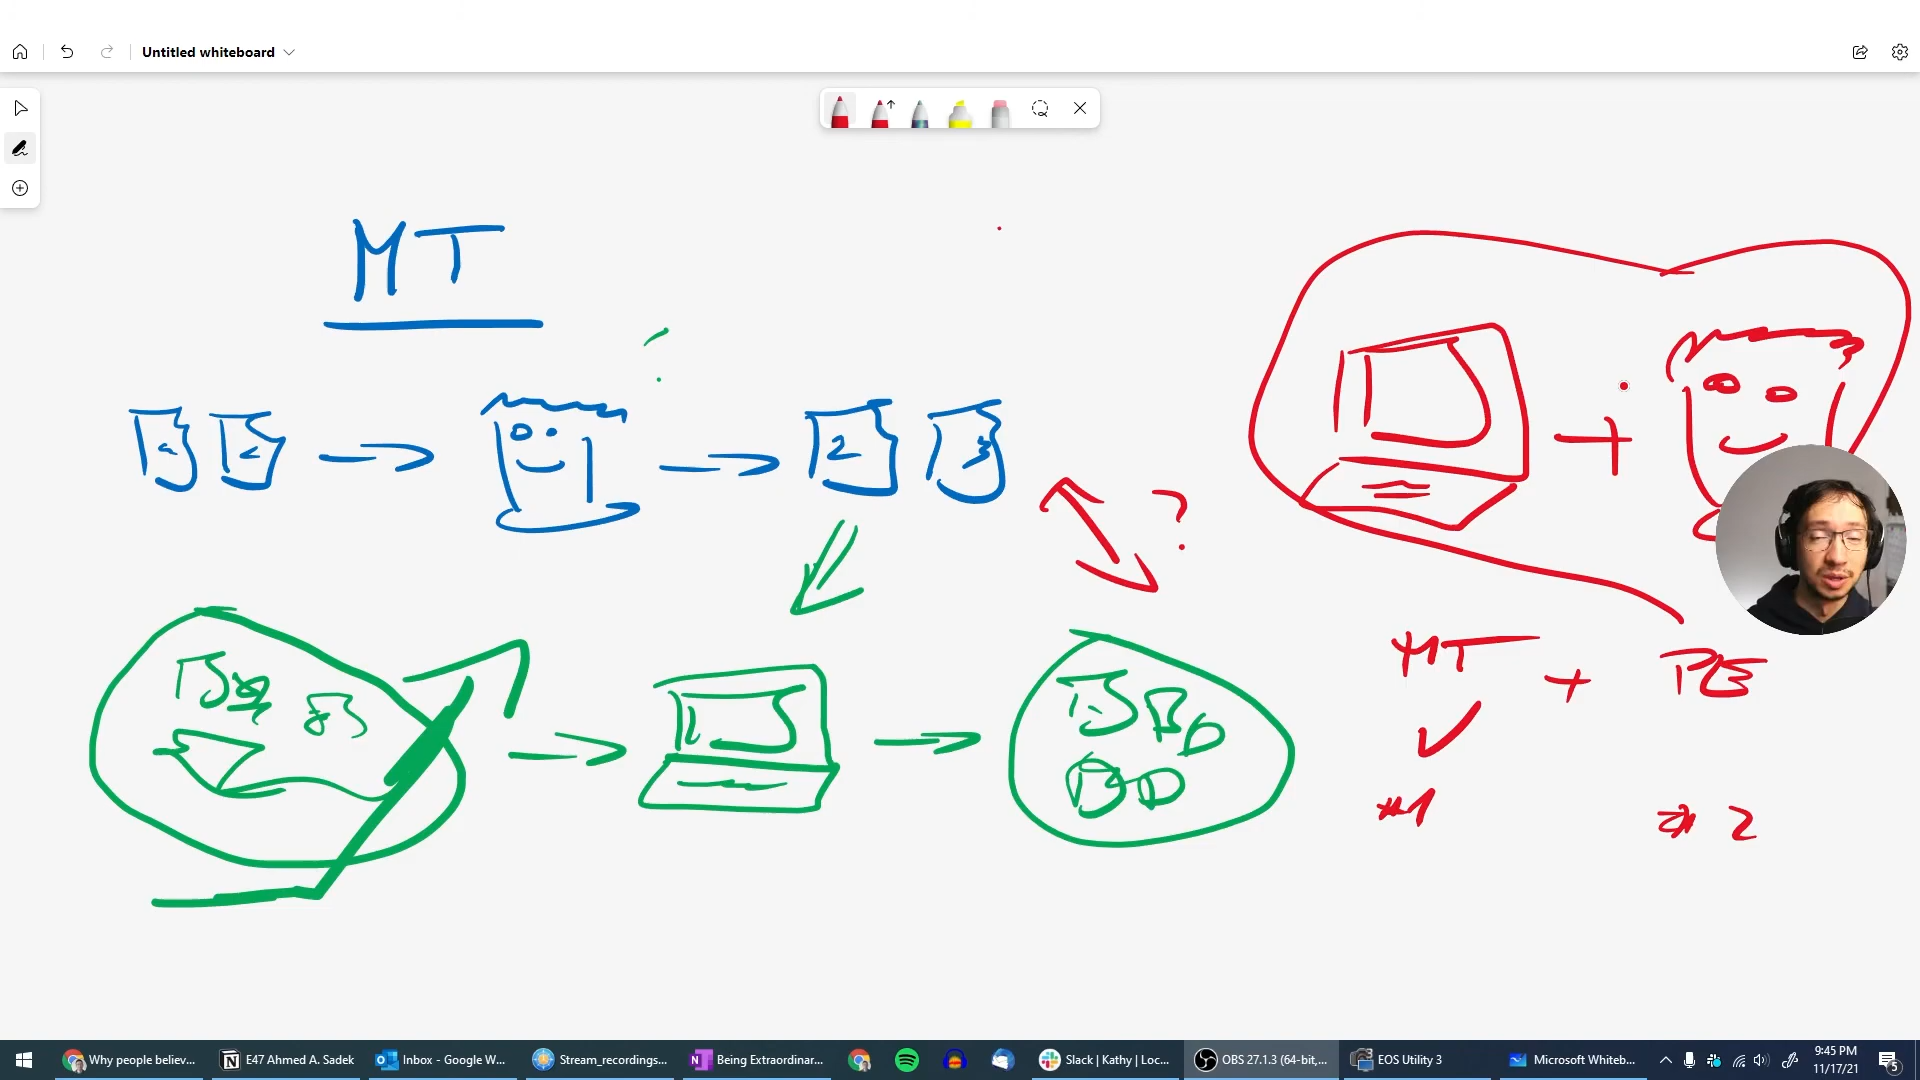 Untitled whiteboard
MT
2
?
MT + PE
#1
# 2
Why people believ...
E47 Ahmed A. Sadek
Inbox - Google W...
Stream_recordings...
Being Extraordinar...
Slack | Kathy | Loc...
OBS 27.1.3 (64-bit,...
EOS Utility 3
Microsoft Whiteb...
9:45 PM
11/17/21
5